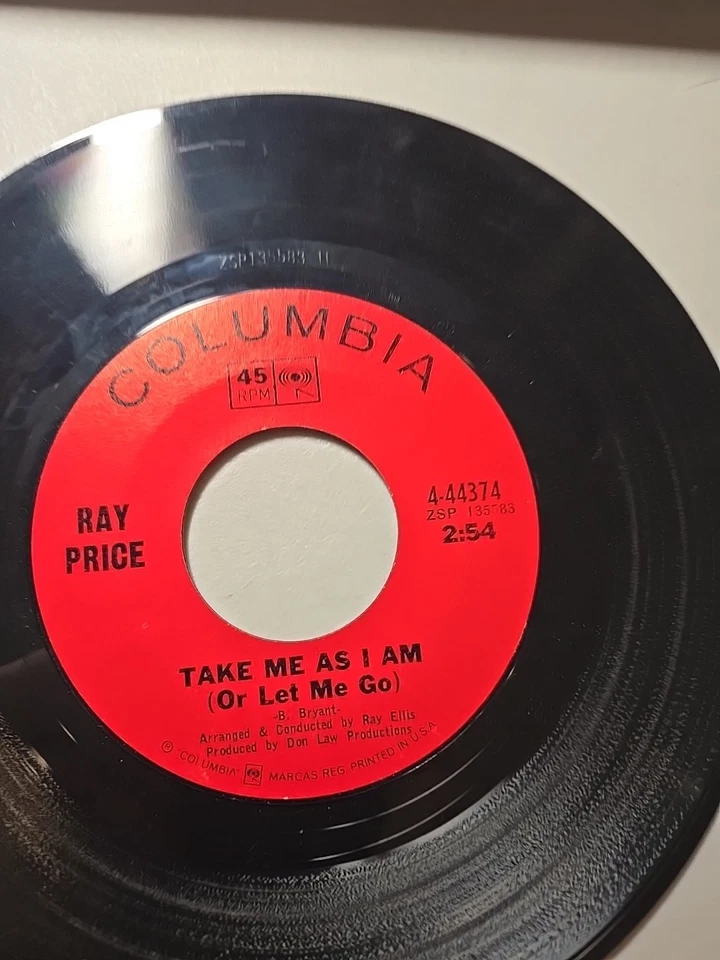 ZSP135583
COLUMBIA
45
RPM
RAY
PRICE
4-44374
ZSP 135583
2:54
TAKE ME AS I AM
(Or Let Me Go)
-B. Bryant-
Arranged & Conducted by Ray Ellis
Produced by Don Law Productions
℗ "COLUMBIA" MARCAS REG. PRINTED IN U.S.A.